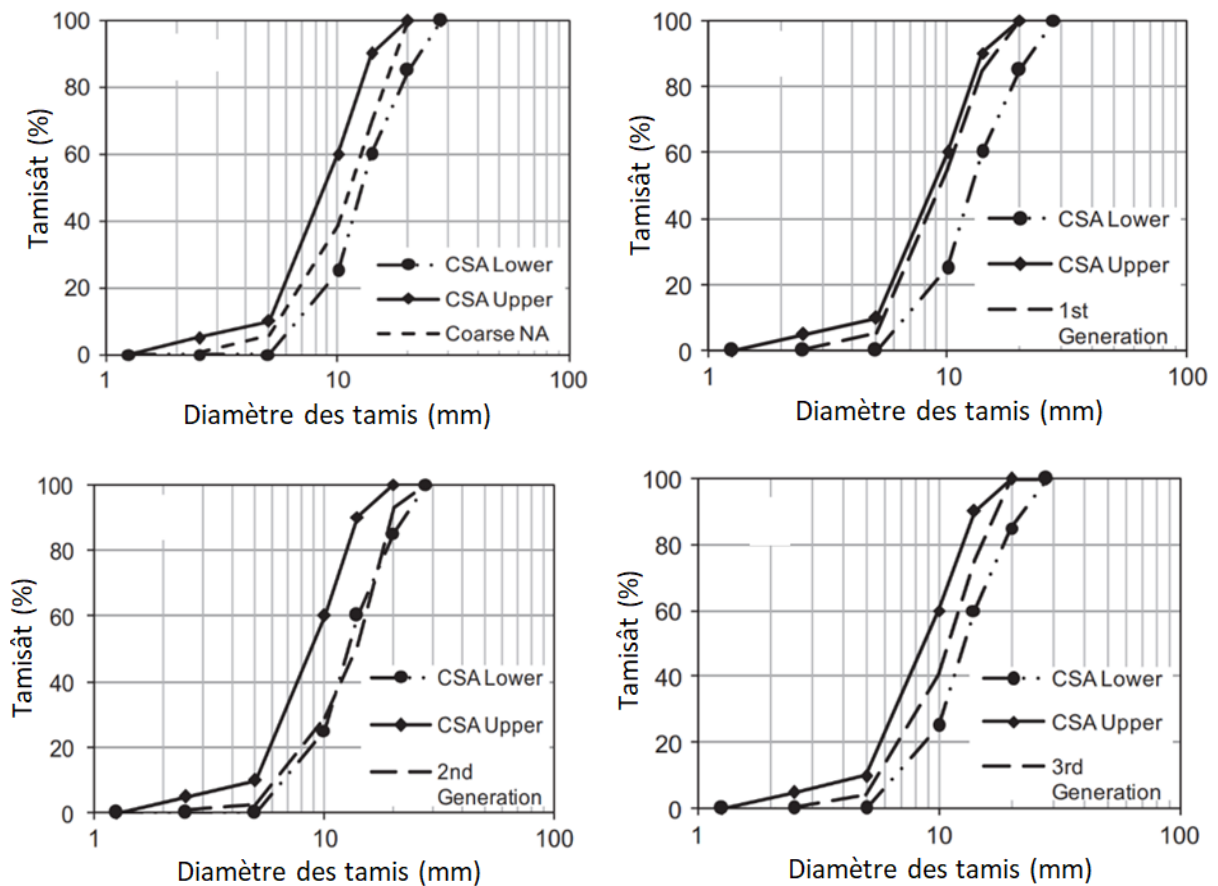 100
80
60
40
20
0
Tamisât (%)
CSA Lower
CSA Upper
Coarse NA
1
10
100
Diamètre des tamis (mm)
100
80
60
40
20
0
Tamisât (%)
CSA Lower
CSA Upper
1st
Generation
1
10
100
Diamètre des tamis (mm)
100
80
60
40
20
0
Tamisât (%)
CSA Lower
CSA Upper
2nd
Generation
1
10
100
Diamètre des tamis (mm)
100
80
60
40
20
0
Tamisât (%)
CSA Lower
CSA Upper
3rd
Generation
1
10
100
Diamètre des tamis (mm)